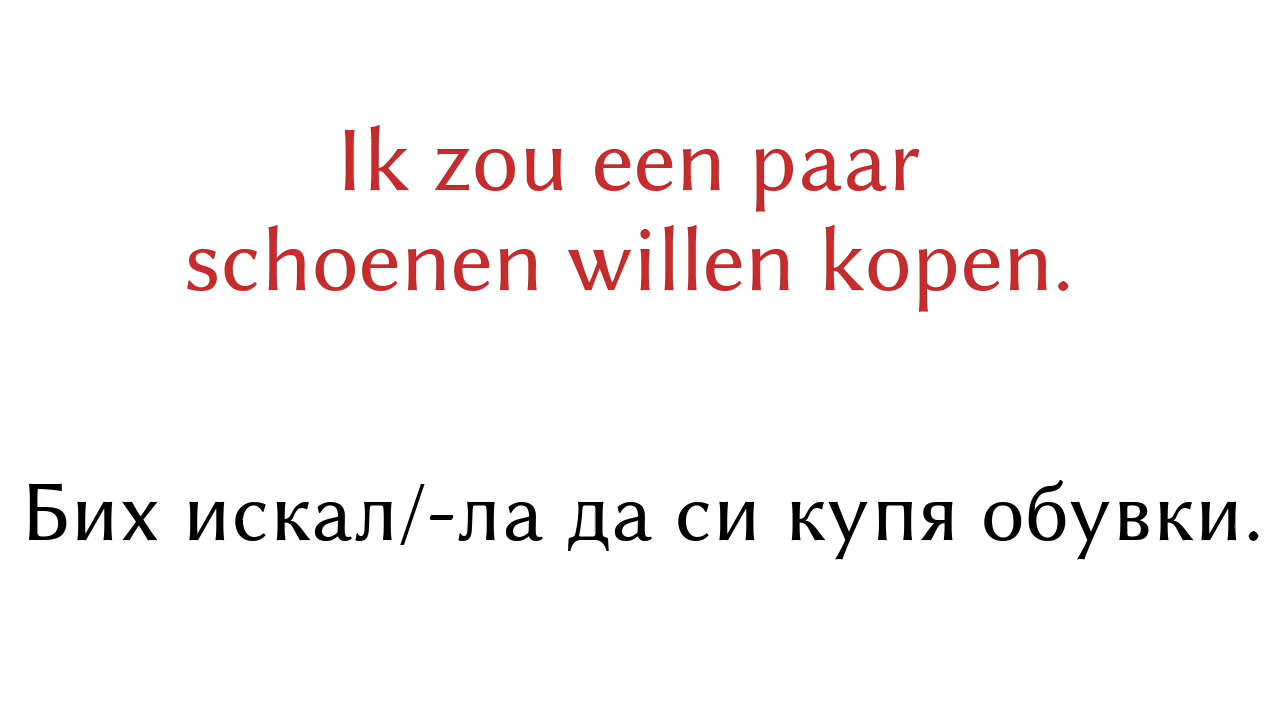 Ik zou een paar
schoenen willen kopen.
Бих искал/-ла да си купя обувки.